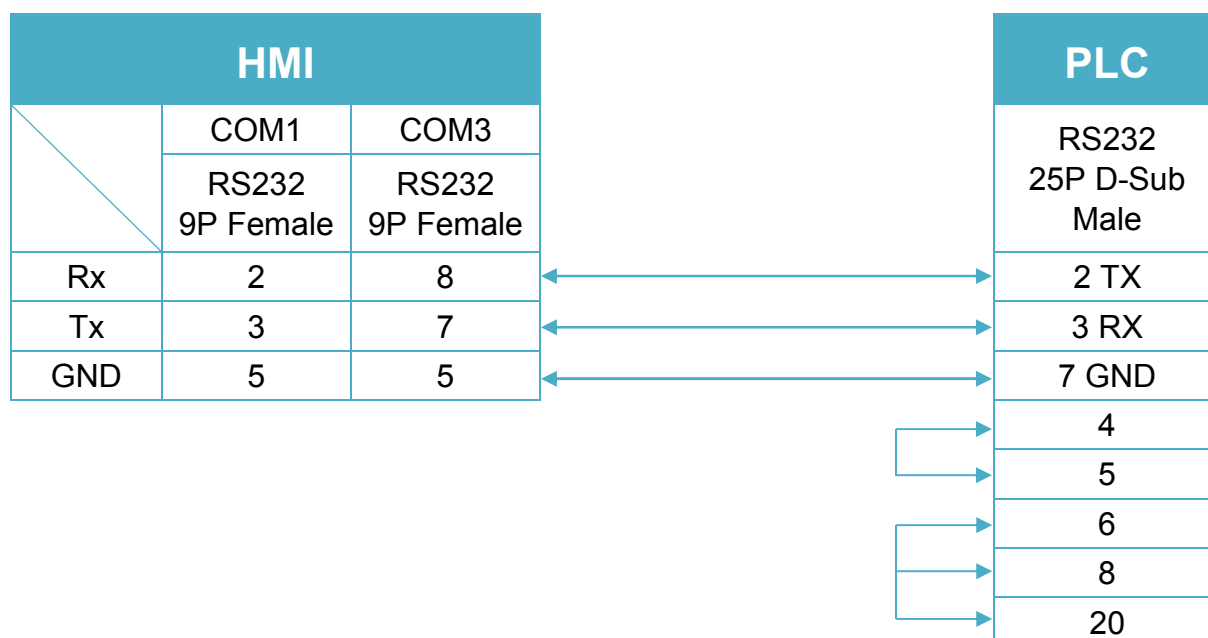 HMI
PLC
COM1 COM3
RS232
9P Female
RS232
9P Female
RS232
25P D-Sub
Male
Rx 2 8 2 TX
Tx 3 7 3 RX
GND 5 5 7 GND
4
5
6
8
20